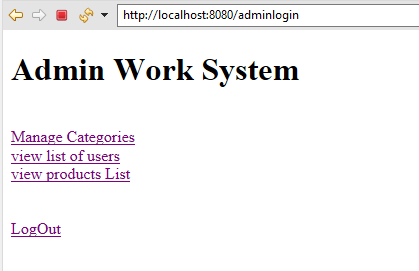 http://localhost:8080/adminlogin
Admin Work System
Manage Categories
view list of users
view products List
LogOut